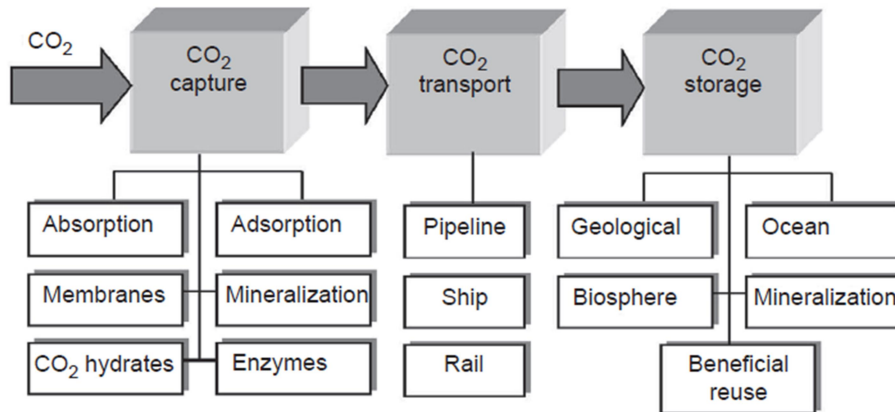 CO₂
CO₂
capture
CO₂
transport
CO₂
storage
Absorption
Adsorption
Pipeline
Geological
Ocean
Membranes
Mineralization
Ship
Biosphere
Mineralization
CO₂ hydrates
Enzymes
Rail
Beneficial
reuse